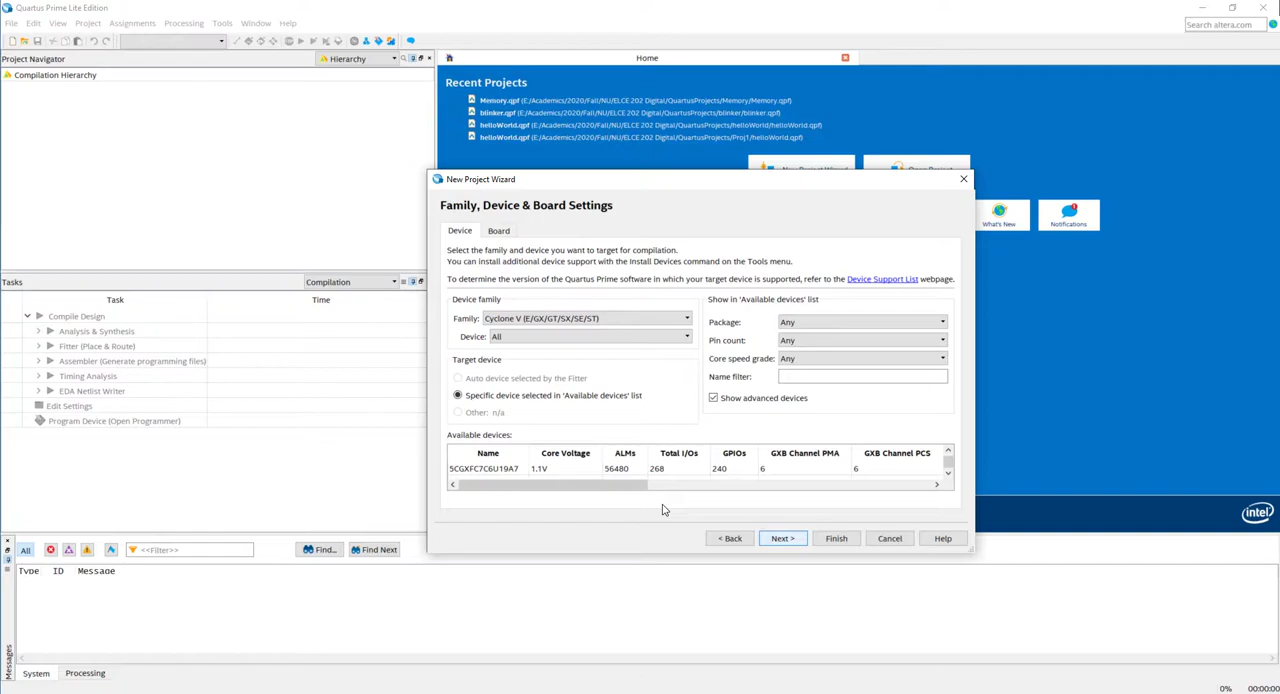 Quartus Prime Lite Edition
File Edit View Project Assignments Processing Tools Window Help
Search altera.com
Project Navigator
Hierarchy
Compilation Hierarchy
Home
Recent Projects
Memory.qpf (E:/Academics/2020/Fall/NU/ELCE 202 Digital/QuartusProjects/Memory/Memory.qpf)
blinker.qpf (E:/Academics/2020/Fall/NU/ELCE 202 Digital/QuartusProjects/blinker/blinker.qpf)
helloWorld.qpf (E:/Academics/2020/Fall/NU/ELCE 202 Digital/QuartusProjects/helloWorld/helloWorld.qpf)
helloWorld.qpf (E:/Academics/2020/Fall/NU/ELCE 202 Digital/QuartusProjects/Proj1/helloWorld.qpf)
What's New
Notifications
New Project Wizard
Family, Device & Board Settings
Device Board
Select the family and device you want to target for compilation.
You can install additional device support with the Install Devices command on the Tools menu.
To determine the version of the Quartus Prime software in which your target device is supported, refer to the Device Support List webpage.
Device family
Family: Cyclone V (E/GX/GT/SX/SE/ST)
Device: All
Target device
Auto device selected by the Fitter
Specific device selected in 'Available devices' list
Other: n/a
Show in 'Available devices' list
Package: Any
Pin count: Any
Core speed grade: Any
Name filter:
Show advanced devices
Available devices:
Name Core Voltage ALMs Total I/Os GPIOs GXB Channel PMA GXB Channel PCS
5CGXFC7C6U19A7 1.1V 56480 268 240 6 6
< Back Next > Finish Cancel Help
Tasks
Compilation
Task Time
Compile Design
Analysis & Synthesis
Fitter (Place & Route)
Assembler (Generate programming files)
Timing Analysis
EDA Netlist Writer
Edit Settings
Program Device (Open Programmer)
intel
All
<<Filter>>
Find...
Find Next
Type ID Message
Messages
System Processing
0% 00:00:00